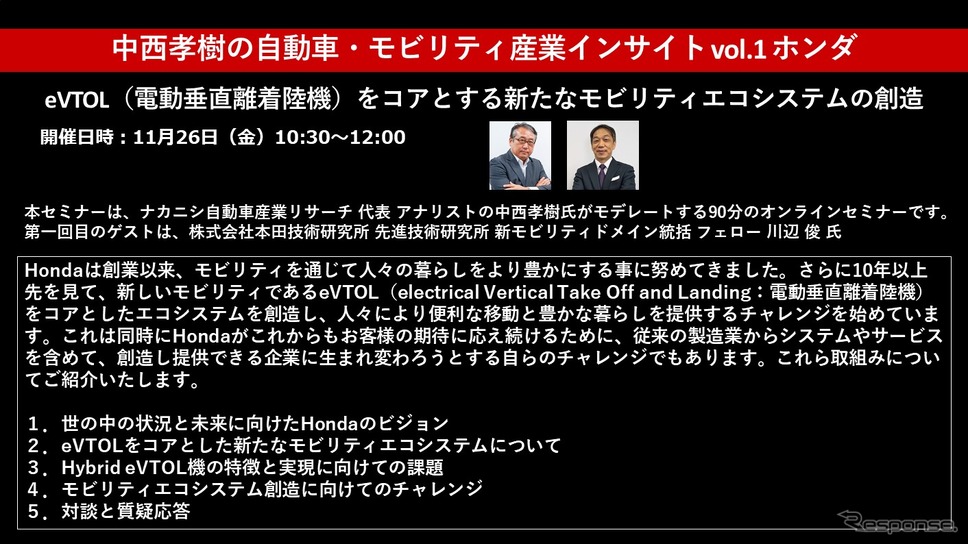 中西孝樹の自動車・モビリティ産業インサイト vol.1 ホンダ
eVTOL（電動垂直離着陸機）をコアとする新たなモビリティエコシステムの創造
開催日時：11月26日（金）10:30～12:00
本セミナーは、ナカニシ自動車産業リサーチ 代表 アナリストの中西孝樹氏がモデレートする90分のオンラインセミナーです。
第一回目のゲストは、株式会社本田技術研究所 先進技術研究所 新モビリティドメイン統括 フェロー 川辺 俊 氏
Hondaは創業以来、モビリティを通じて人々の暮らしをより豊かにする事に努めてきました。さらに10年以上
先を見て、新しいモビリティであるeVTOL（electrical Vertical Take Off and Landing：電動垂直離着陸機）
をコアとしたエコシステムを創造し、人々により便利な移動と豊かな暮らしを提供するチャレンジを始めていま
す。これは同時にHondaがこれからもお客様の期待に応え続けるために、従来の製造業からシステムやサービス
を含めて、創造し提供できる企業に生まれ変わろうとする自らのチャレンジでもあります。これら取組みについ
てご紹介いたします。
１．世の中の状況と未来に向けたHondaのビジョン
２．eVTOLをコアとした新たなモビリティエコシステムについて
３．Hybrid eVTOL機の特徴と実現に向けての課題
４．モビリティエコシステム創造に向けてのチャレンジ
５．対談と質疑応答
Response.